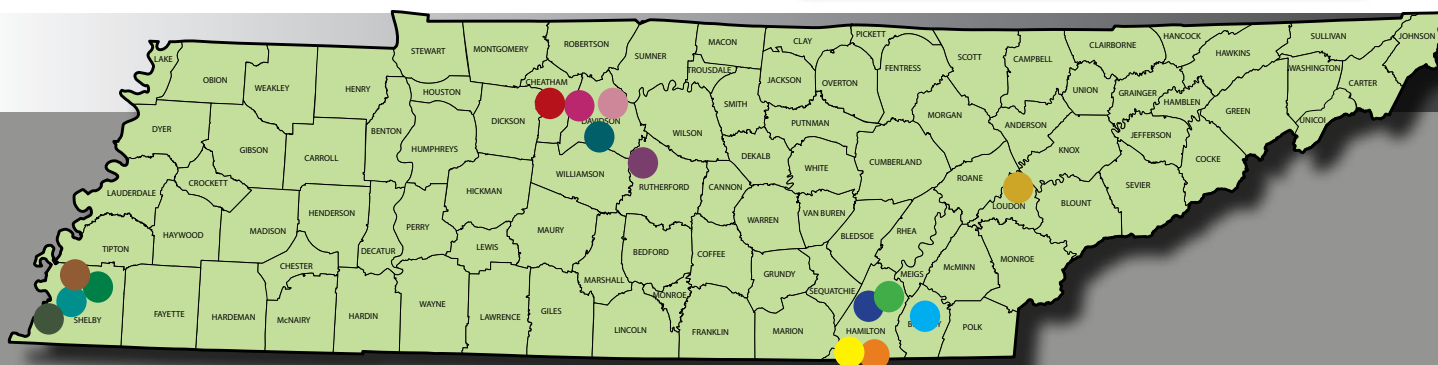 LAKE
OBION
WEAKLEY
HENRY
STEWART
MONTGOMERY
ROBERTSON
SUMNER
MACON
CLAY
PICKETT
FENTRESS
SCOTT
CAMPBELL
CLAIRBORNE
HANCOCK
HAWKINS
SULLIVAN
JOHNSON
TROUSDALE
JACKSON
OVERTON
UNION
GRAINGER
HAMBLEN
WASHINGTON
CARTER
GREEN
UNICOI
HOUSTON
CHEATHAM
DICKSON
DAVIDSON
SMITH
PUTNMAN
MORGAN
ANDERSON
JEFFERSON
COCKE
KNOX
DYER
GIBSON
CARROLL
BENTON
HUMPHREYS
WILSON
DEKALB
WHITE
CUMBERLAND
ROANE
LOUDON
BLOUNT
SEVIER
LAUDERDALE
CROCKETT
HICKMAN
WILLIAMSON
RUTHERFORD
CANNON
WARREN
VAN BUREN
BLEDSOE
RHEA
TIPTON
HAYWOOD
MADISON
HENDERSON
DECATUR
PERRY
LEWIS
MAURY
BEDFORD
COFFEE
GRUNDY
SEQUATCHIE
MEIGS
McMINN
MONROE
CHESTER
MARSHALL
MONROE
SHELBY
FAYETTE
HARDEMAN
McNAIRY
HARDIN
WAYNE
LAWRENCE
GILES
LINCOLN
FRANKLIN
MARION
HAMILTON
POLK